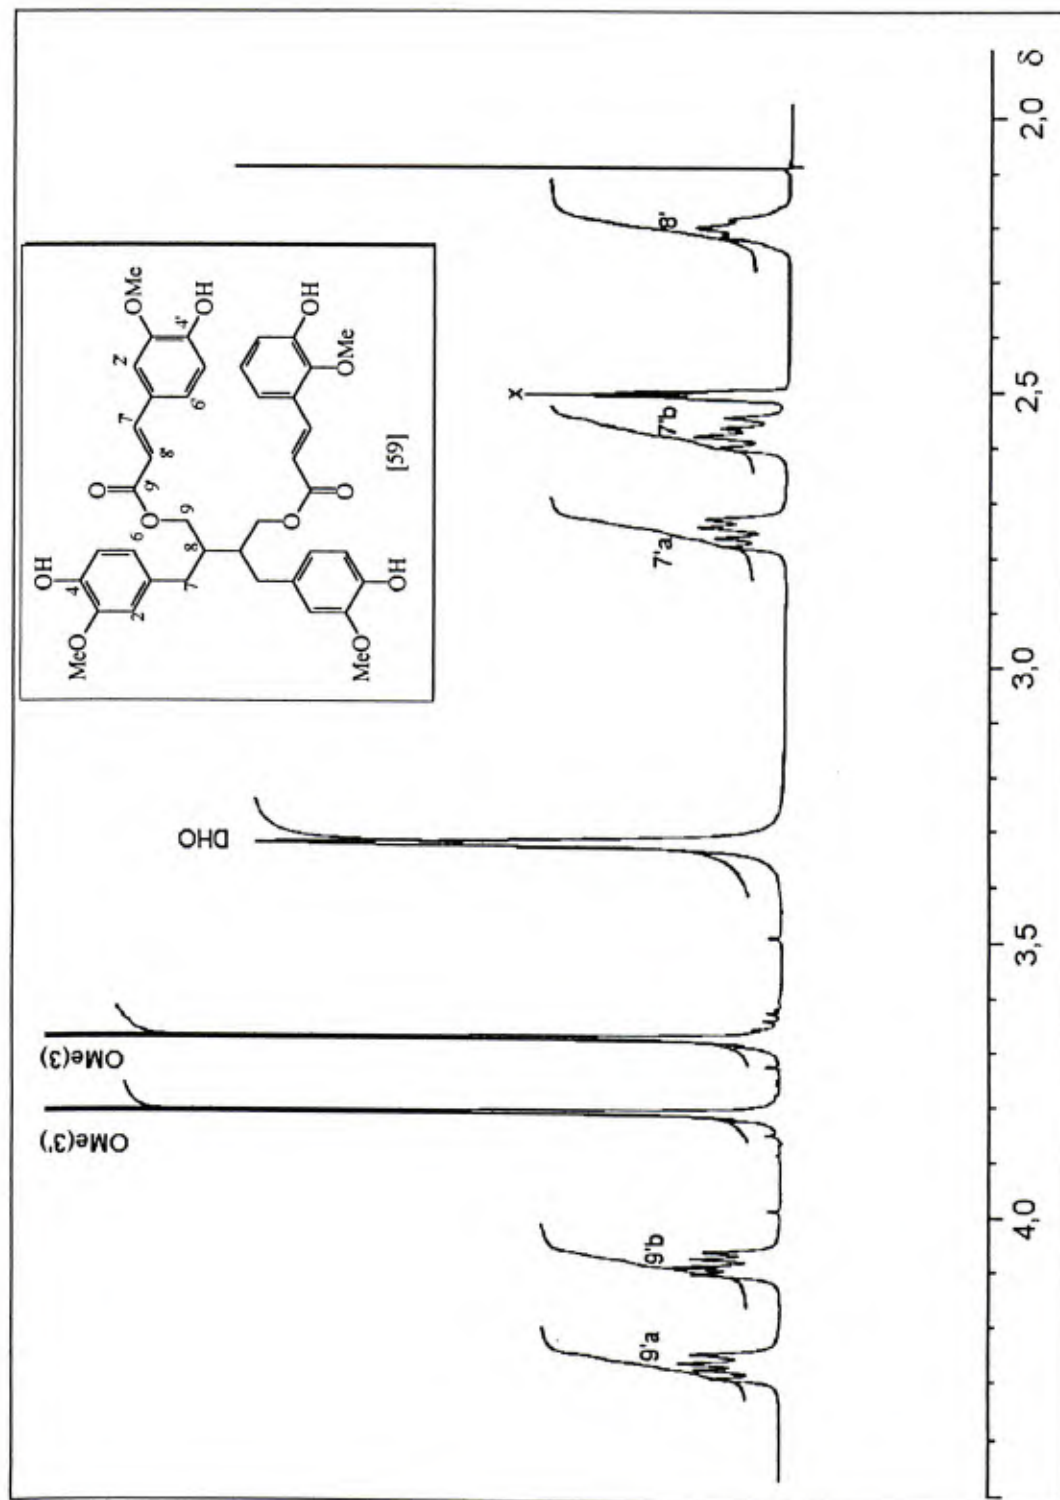 OMe
OH
4'
2'
6'
7'
8'
9'
O
O
OH
4
MeO
2
6
7
8
9
O
O
OMe
OH
MeO
OH
[59]
OMe(3')
OMe(3)
DHO
x
9'a
9'b
7'a
7'b
8'
4,0
3,5
3,0
2,5
2,0
δ